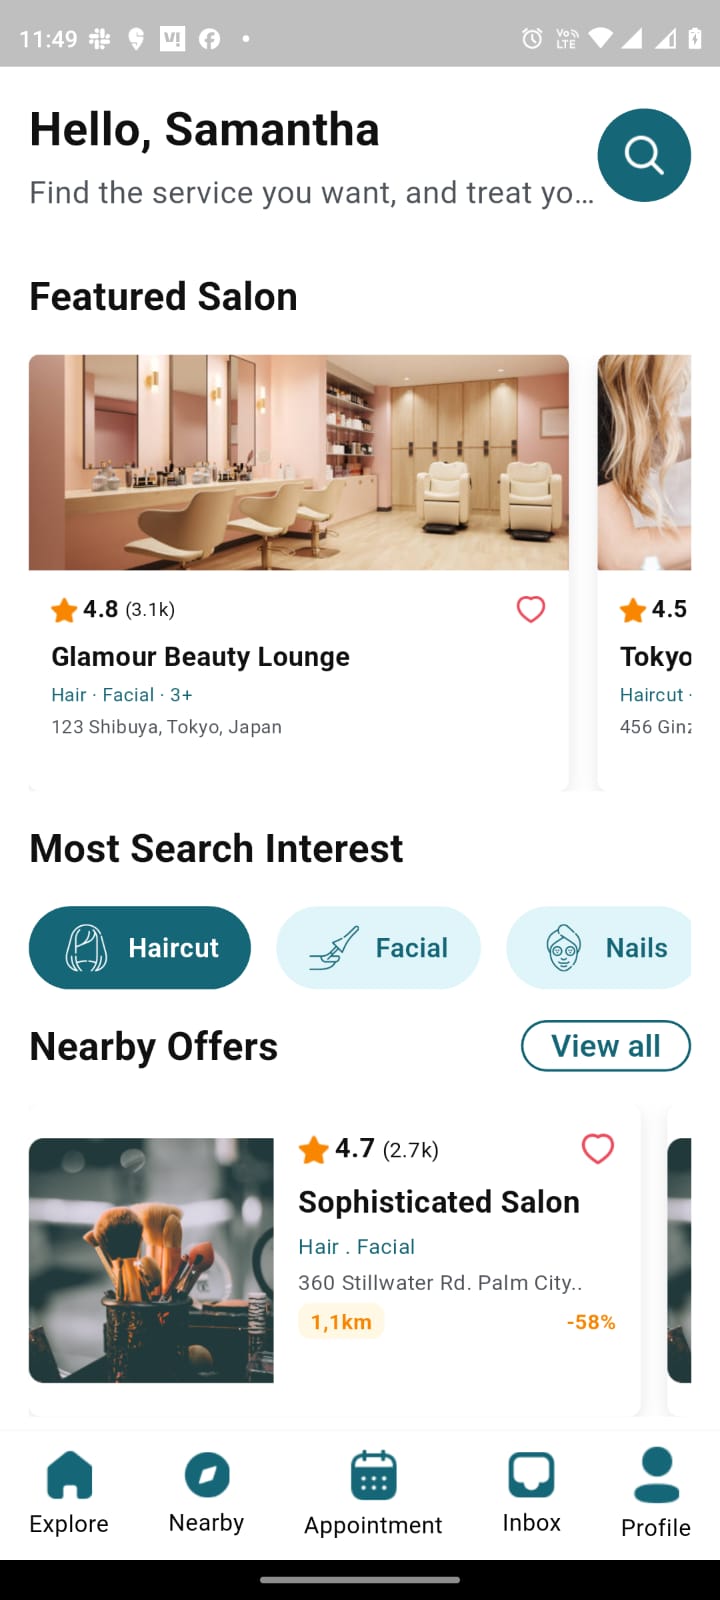 11:49
Vo)) LTE
Hello, Samantha
Find the service you want, and treat yo...
Featured Salon
4.8 (3.1k)
Glamour Beauty Lounge
Hair · Facial · 3+
123 Shibuya, Tokyo, Japan
4.5
Tokyo
Haircut ·
456 Ginz
Most Search Interest
Haircut
Facial
Nails
Nearby Offers
View all
4.7 (2.7k)
Sophisticated Salon
Hair . Facial
360 Stillwater Rd. Palm City..
1,1km
-58%
Explore
Nearby
Appointment
Inbox
Profile